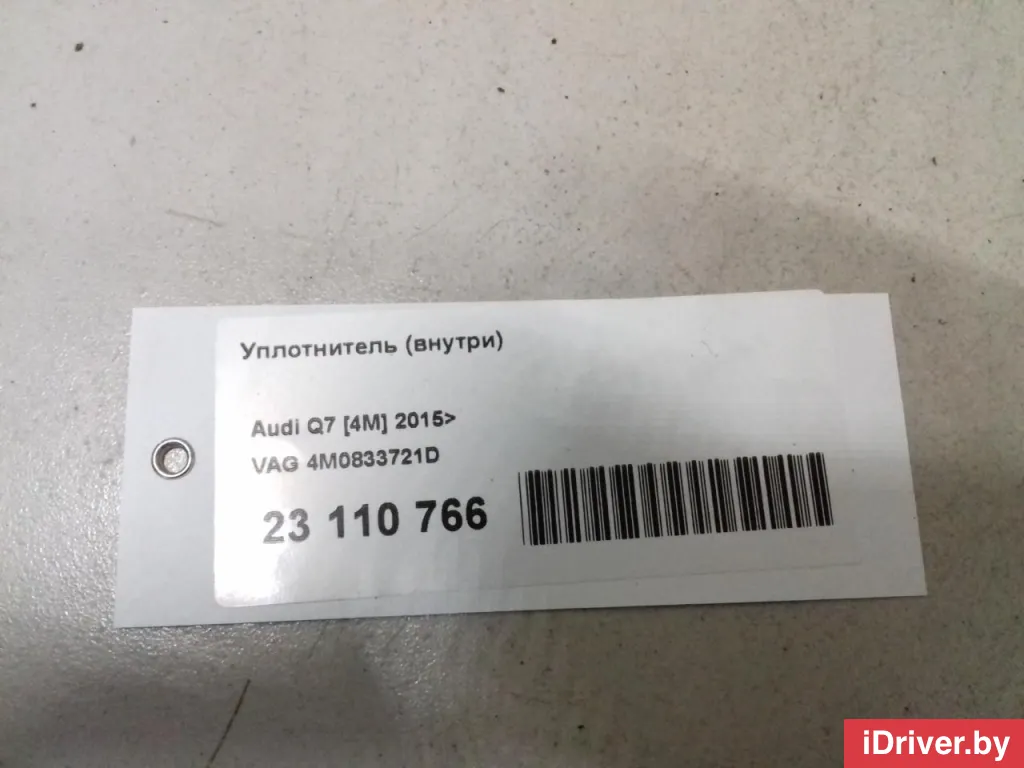 Уплотнитель (внутри)
Audi Q7 [4M] 2015>
VAG 4M0833721D
23 110 766
iDriver.by